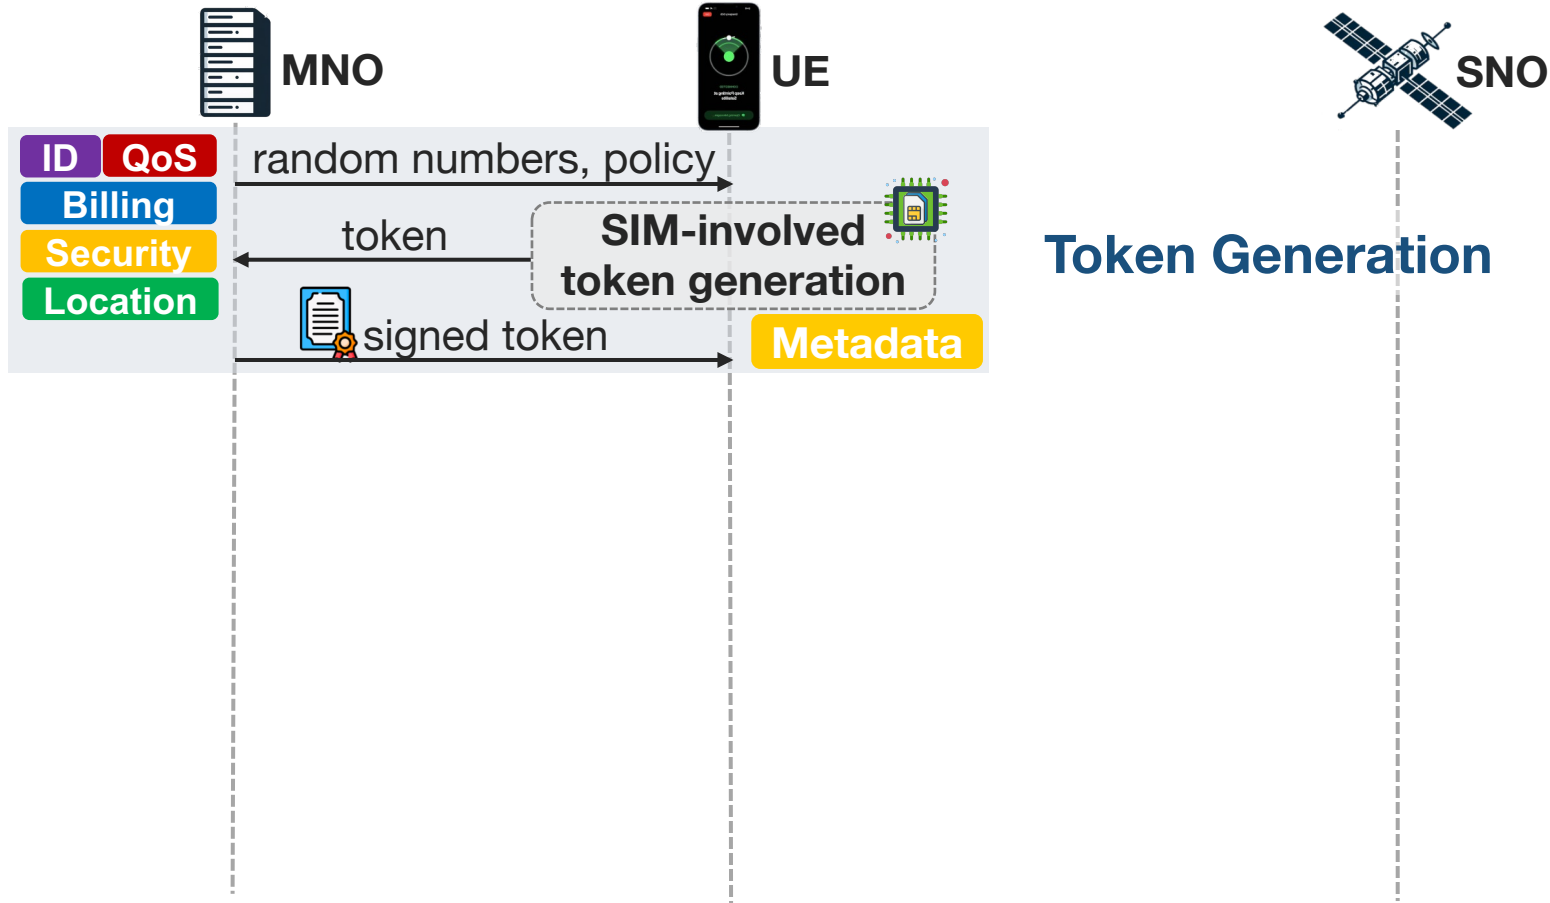 MNO
UE
SNO
ID
QoS
Billing
Security
Location
random numbers, policy
token
SIM-involved
token generation
signed token
Metadata
Token Generation